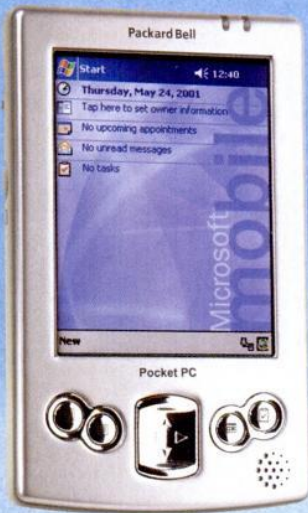 Packard Bell
Start 12:40
Thursday, May 24, 2001
Tap here to set owner information
No upcoming appointments
No unread messages
No tasks
Microsoft
mobile
New
Pocket PC